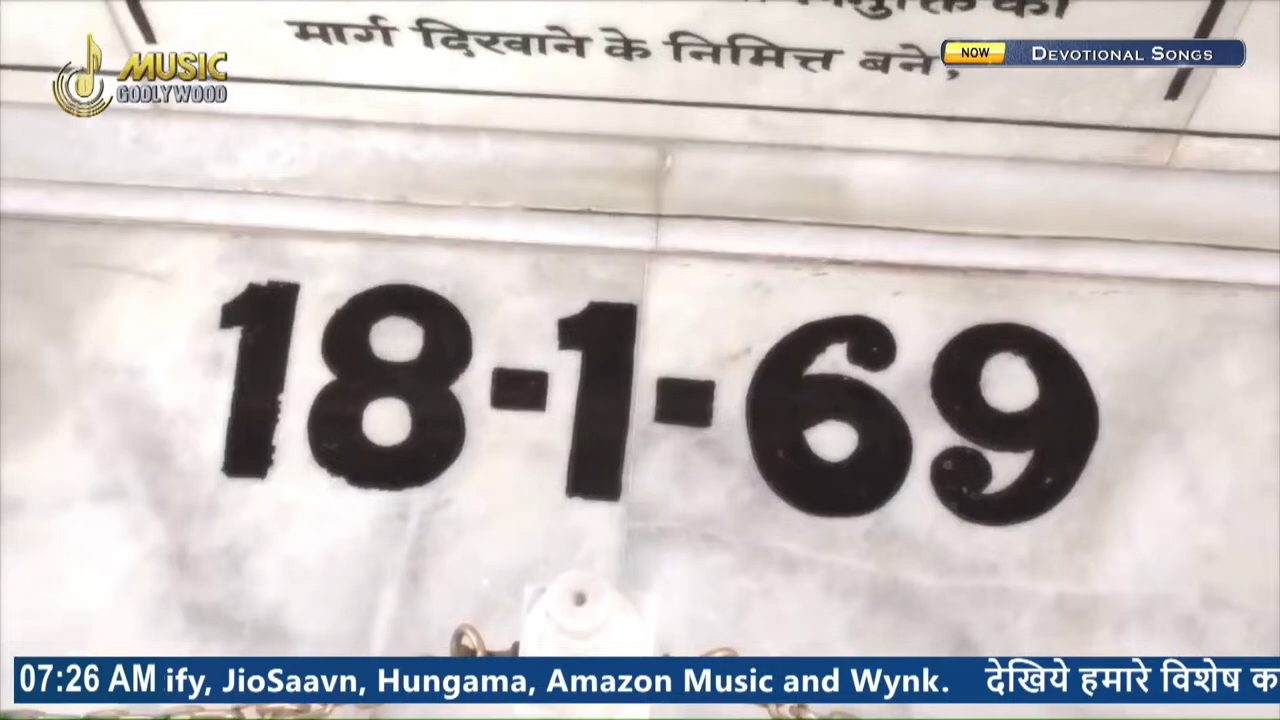 मार्ग दिखाने के निमित्त बने,
MUSIC
GODLYWOOD
NOW DEVOTIONAL SONGS
18-1-69
07:26 AM ify, JioSaavn, Hungama, Amazon Music and Wynk. देखिये हमारे विशेष